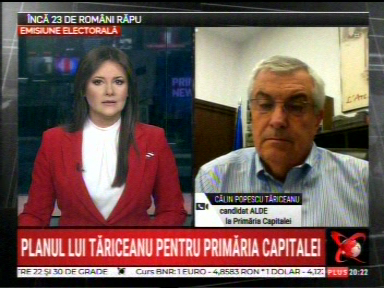 ÎNCĂ 23 DE ROMÂNI RĂPU
EMISIUNE ELECTORALĂ
CĂLIN POPESCU TĂRICEANU
candidat ALDE
la Primăria Capitalei
PLANUL LUI TĂRICEANU PENTRU PRIMĂRIA CAPITALEI
TRE 22 ȘI 30 DE GRADE • Curs BNR: 1 EURO - 4,8583 RON * 1 DOLAR - 4,12
PLUS 20:22